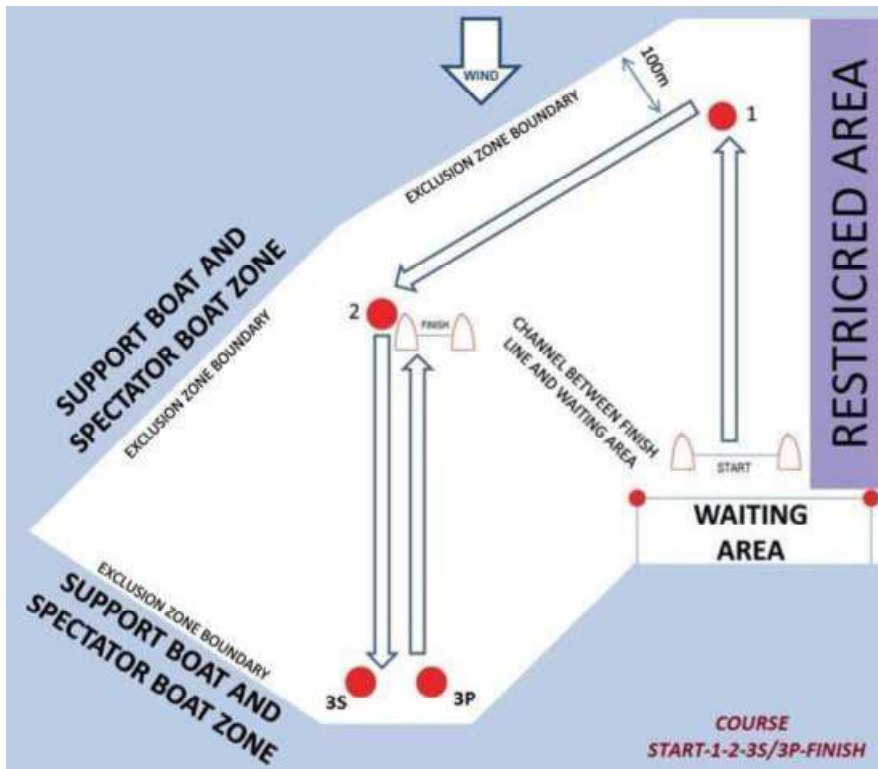 WIND
100m
1
EXCLUSION ZONE BOUNDARY
RESTRICRED AREA
SUPPORT BOAT AND
SPECTATOR BOAT ZONE
EXCLUSION ZONE BOUNDARY
2
FINISH
CHANNEL BETWEEN FINISH
LINE AND WAITING AREA
START
WAITING
AREA
EXCLUSION ZONE BOUNDARY
SUPPORT BOAT AND
SPECTATOR BOAT ZONE
3S
3P
COURSE
START-1-2-3S/3P-FINISH